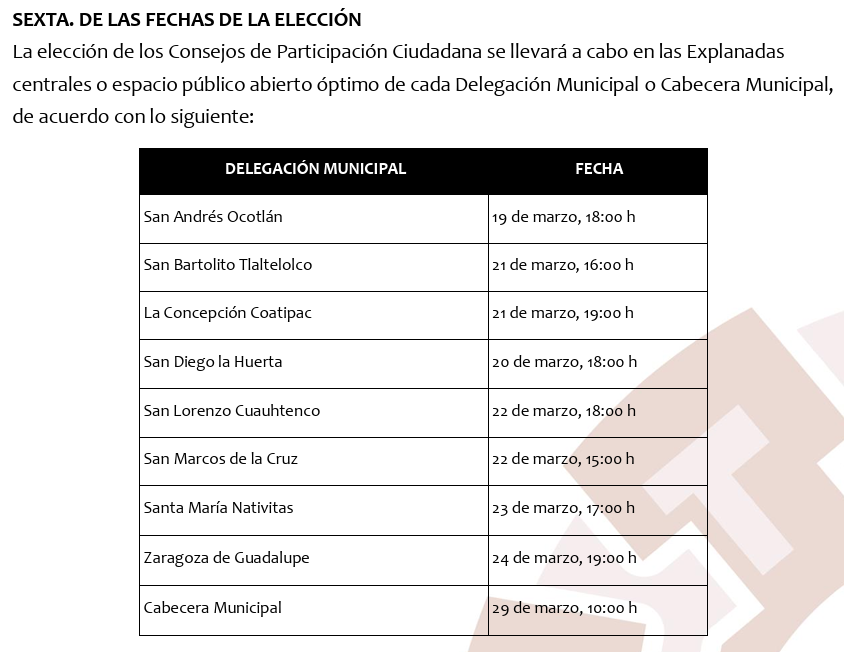 SEXTA. DE LAS FECHAS DE LA ELECCIÓN
La elección de los Consejos de Participación Ciudadana se llevará a cabo en las Explanadas
centrales o espacio público abierto óptimo de cada Delegación Municipal o Cabecera Municipal,
de acuerdo con lo siguiente:
DELEGACIÓN MUNICIPAL FECHA
San Andrés Ocotlán 19 de marzo, 18:00 h
San Bartolito Tlaltelolco 21 de marzo, 16:00 h
La Concepción Coatipac 21 de marzo, 19:00 h
San Diego la Huerta 20 de marzo, 18:00 h
San Lorenzo Cuauhtenco 22 de marzo, 18:00 h
San Marcos de la Cruz 22 de marzo, 15:00 h
Santa María Nativitas 23 de marzo, 17:00 h
Zaragoza de Guadalupe 24 de marzo, 19:00 h
Cabecera Municipal 29 de marzo, 10:00 h